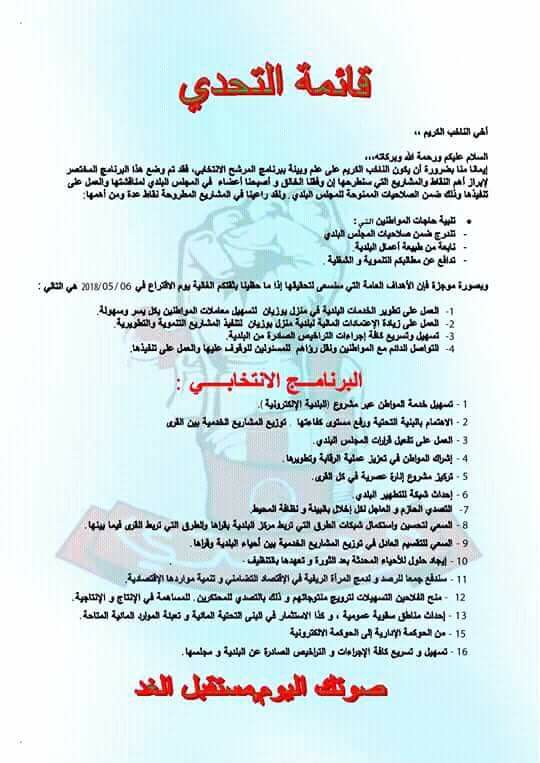 قائمة التحدي
أخي الناخب الكريم ،،
السلام عليكم ورحمة الله وبركاته،،،
إيمانا منا بضرورة أن يكون الناخب الكريم على علم وبينة ببرنامج المرشح الانتخابي، فقد تم وضع هذا البرنامج المختصر
لإبراز أهم النقاط والمشاريع التي سنطرحها إن وفقنا الخالق و أصبحنا أعضاء في المجلس البلدي لمناقشتها والعمل على
تنفيذها وذلك ضمن الصلاحيات الممنوحة للمجلس البلدي. ولقد راعينا في المشاريع المطروحة نقاط عدة ومن أهمها:
• تلبية حاجات المواطنين التي :
- تندرج ضمن صلاحيات المجلس البلدي
- نابعة من طبيعة أعمال البلدية.
- تدافع عن مطالبكم التنموية و الشغلية .
وبصورة موجزة فإن الأهداف العامة التي سنسعى لتحقيقها إذا ما حظينا بثقتكم الغالية يوم الاقتراع في 06 /05 /2018 هي التالي :
1- العمل على تطوير الخدمات البلدية في منزل بوزيان لتسهيل معاملات المواطنين بكل يسر وسهولة.
2- العمل على زيادة الإعتمادات المالية لبلدية منزل بوزيان لتنفيذ المشاريع التنموية والتطويرية.
3- تسهيل وتسريع كافة إجراءات التراخيص الصادرة من البلدية.
4- للتواصل الدائم مع المواطنين ونقل رؤاهم للمسئولين للوقوف عليها والعمل على تنفيذها.
البرنامـــج الانتخابـــي :
1 - تسهيل خدمة المواطن عبر مشروع (البلدية الإلكترونية ).
2 - الاهتمام بالبنية التحتية ورفع مستوى كفاءتها . توزيع المشاريع الخدمية بين القرى
3 - العمل على تفعيل قرارات المجلس البلدي.
4 - إشراك المواطن في تعزيز عملية الرقابة وتطويرها.
5 - تركيز مشروع إنارة عصرية في كل القرى.
6 - إحداث شبكة للتطهير البلدي.
7- التصدي الحازم و العاجل لكل إخلال بالبيئة و نظافة المحيط.
8 - السعي لتحسين واستكمال شبكات الطرق التي تربط مركز البلدية بقراها والطرق التي تربط القرى فيما بينها.
9 - السعي للتقسيم العادل في توزيع المشاريع الخدمية بين أحياء البلدية وقراها.
10 - إيجاد حلول للأحياء المحدثة بعد الثورة و تعهدها بالتنظيف -
11 - سندفع جمعا للرصد و لدمج المرأة الريفية في الإقتصاد التضامني و تنمية مواردها الإقتصادية.
12 - منح الفلاحين التسهيلات لترويج منتوجاتهم و ذلك بالتصدي للمحتكرين. للمساهمة في الإنتاج و الإنتاجية.
13 - إحداث مناطق سقوية عمومية ، و كذا الاستثمار في البنى التحتية المائية و تعبئة الموارد المائية المتاحة.
15 - من الحوكمة الإدارية إلى الحوكمة الالكترونية
16 - تسهيل و تسريع كافة الإجراءات و التراخيص الصادرة عن البلدية و مجلسها.
صوتك اليوم,مستقبل الغد